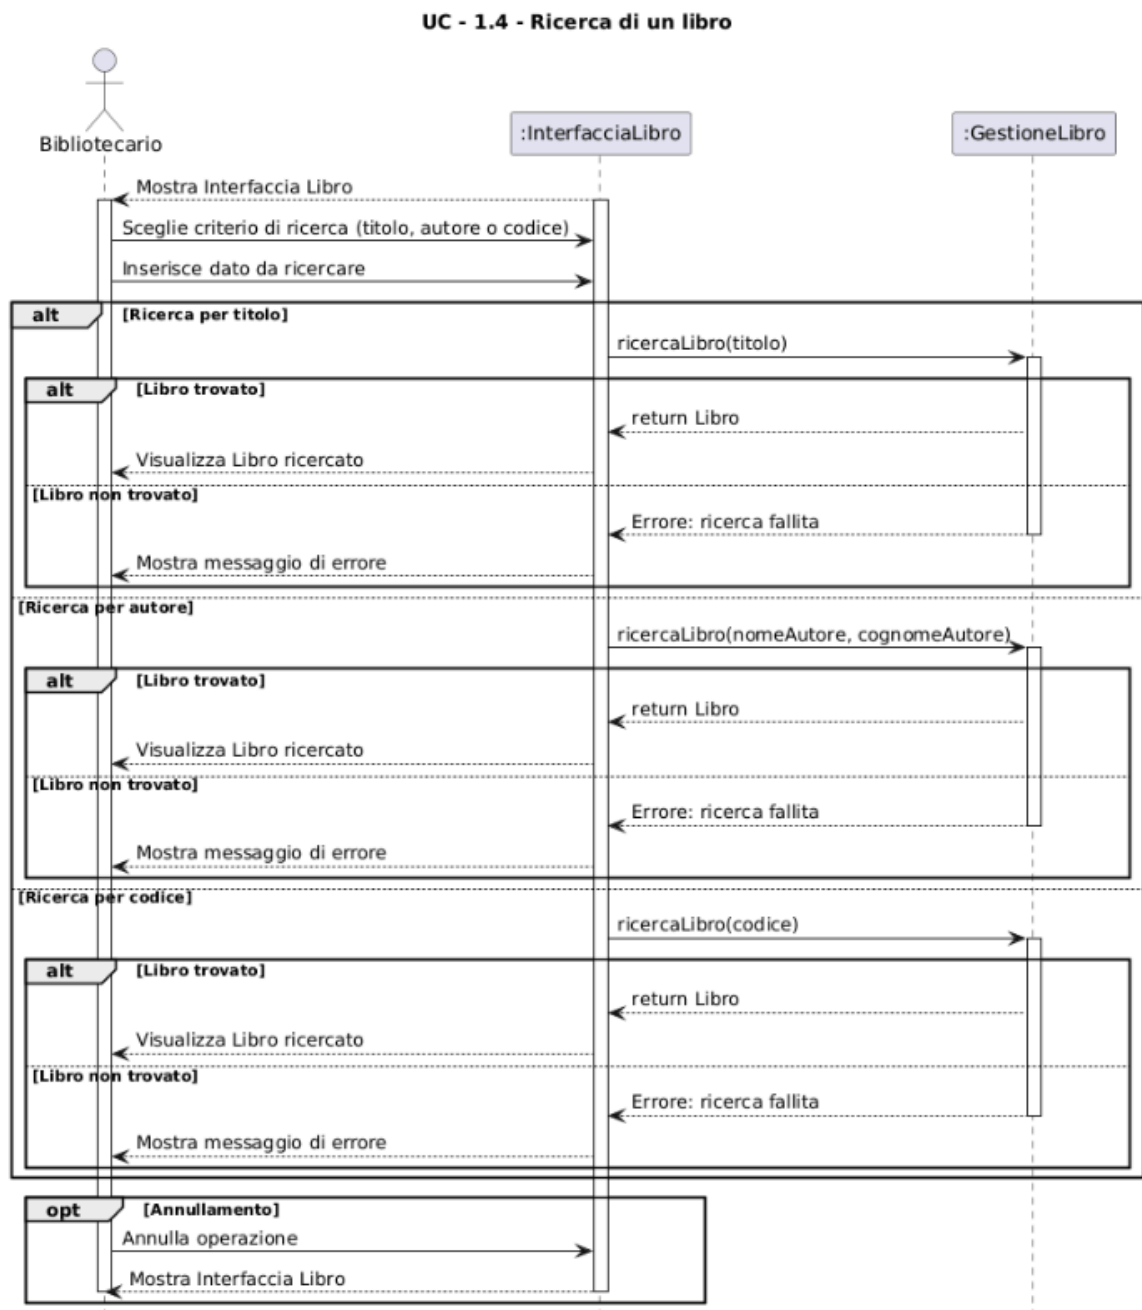 UC - 1.4 - Ricerca di un libro
Bibliotecario
:InterfacciaLibro
:GestioneLibro
Mostra Interfaccia Libro
Sceglie criterio di ricerca (titolo, autore o codice)
Inserisce dato da ricercare
alt [Ricerca per titolo]
ricercaLibro(titolo)
alt [Libro trovato]
return Libro
Visualizza Libro ricercato
[Libro non trovato]
Errore: ricerca fallita
Mostra messaggio di errore
[Ricerca per autore]
ricercaLibro(nomeAutore, cognomeAutore)
alt [Libro trovato]
return Libro
Visualizza Libro ricercato
[Libro non trovato]
Errore: ricerca fallita
Mostra messaggio di errore
[Ricerca per codice]
ricercaLibro(codice)
alt [Libro trovato]
return Libro
Visualizza Libro ricercato
[Libro non trovato]
Errore: ricerca fallita
Mostra messaggio di errore
opt [Annullamento]
Annulla operazione
Mostra Interfaccia Libro